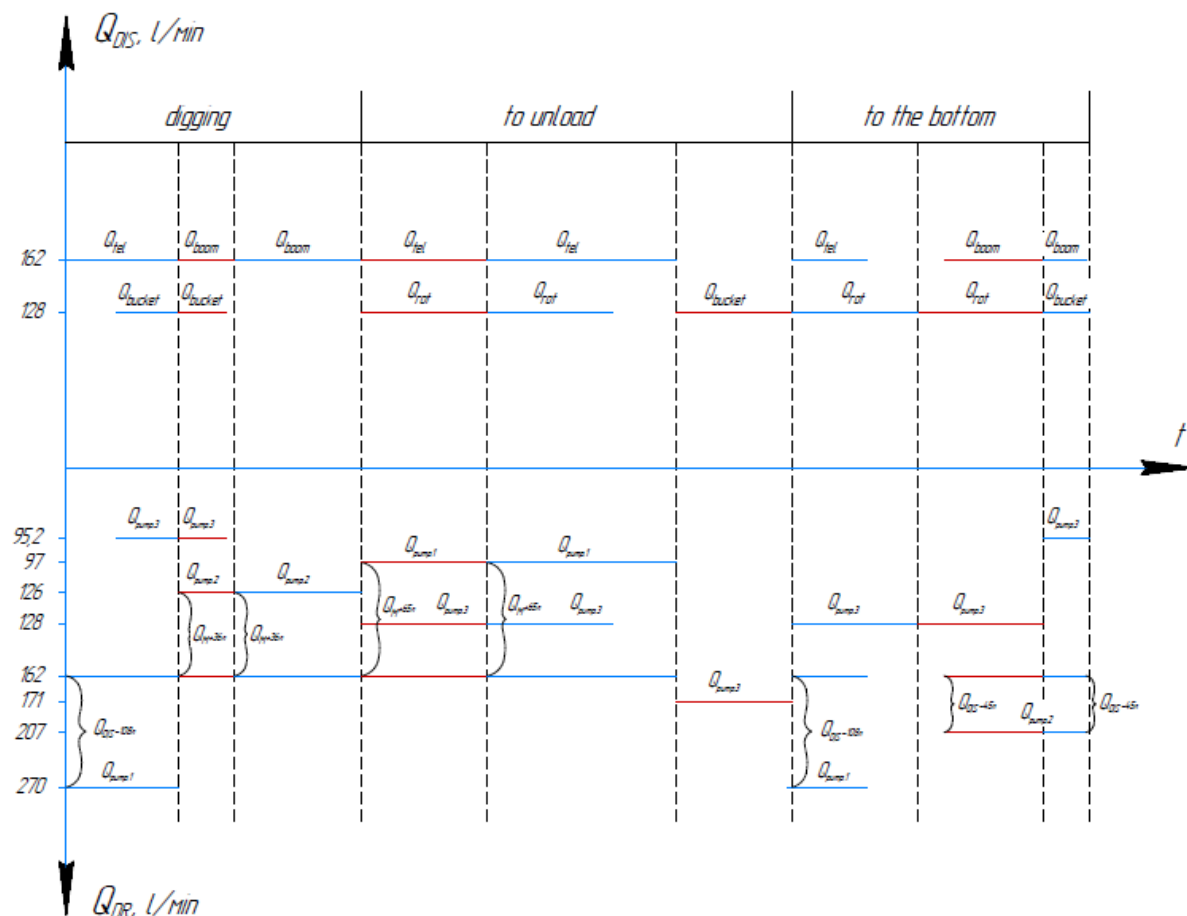 Q_DIS, l/мин
digging to unload to the bottom
Q_tel Q_boom Q_boom Q_tel Q_tel Q_tel Q_boom Q_boom
162
Q_bucket Q_bucket Q_rot Q_rot Q_bucket Q_rot Q_rot Q_bucket
128
t
Q_pump3 Q_pump3 Q_pump3
95,2
Q_pump1 Q_pump1
97
Q_pump2 Q_pump2
126
Q_pump3 Q_pump3 Q_pump3 Q_pump3
128
162
Q_pump3
171
Q_pump2
207
Q_pump1 Q_pump1
270
Q_DR, l/мин